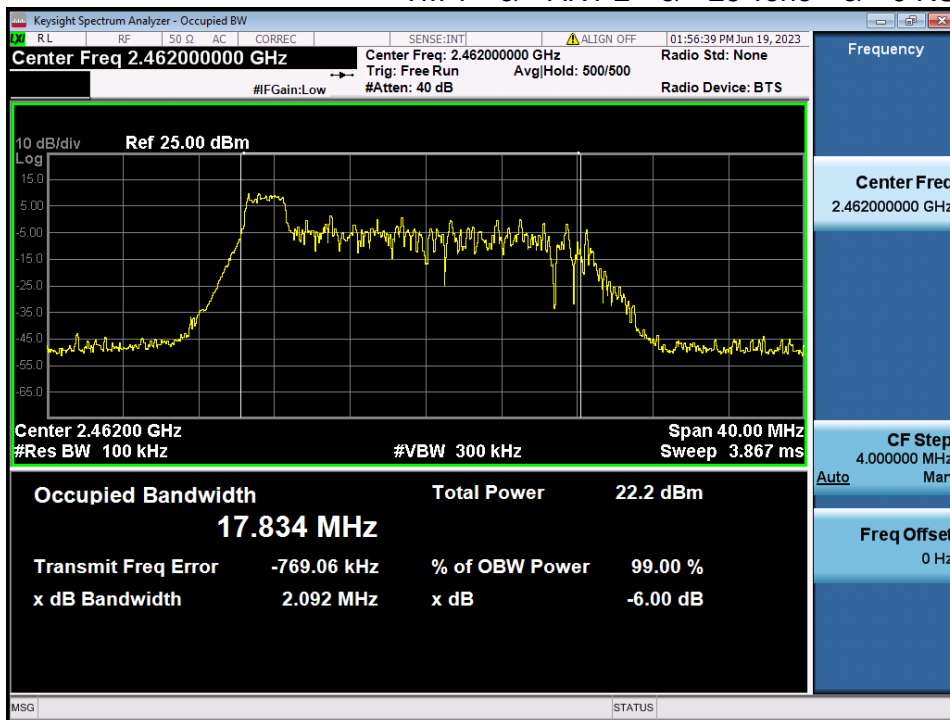 Keysight Spectrum Analyzer - Occupied BW
LXI RL RF 50 Ω AC CORREC SENSE:INT ALIGN OFF 01:56:39 PM Jun 19, 2023
Center Freq 2.462000000 GHz
Center Freq: 2.462000000 GHz Radio Std: None
Trig: Free Run Avg|Hold: 500/500
#IFGain:Low #Atten: 40 dB Radio Device: BTS
10 dB/div Ref 25.00 dBm
Log
15.0
5.00
-5.00
-15.0
-25.0
-35.0
-45.0
-55.0
-65.0
Center 2.46200 GHz Span 40.00 MHz
#Res BW 100 kHz #VBW 300 kHz Sweep 3.867 ms
Occupied Bandwidth Total Power 22.2 dBm
17.834 MHz
Transmit Freq Error -769.06 kHz % of OBW Power 99.00 %
x dB Bandwidth 2.092 MHz x dB -6.00 dB
MSG STATUS
Frequency
Center Freq
2.462000000 GHz
CF Step
4.000000 MHz
Auto Man
Freq Offset
0 Hz